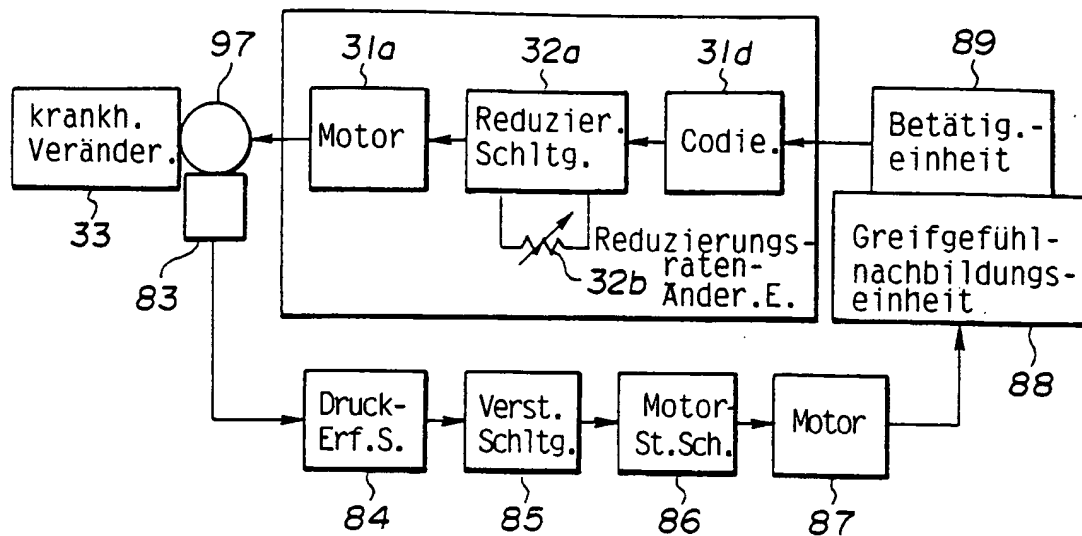 97
31a
32a
31d
89
krankh.
Veränder.
Motor
Reduzier.
Schltg.
Codie.
Betätig.-
einheit
33
83
32b
Reduzierungs-
raten-
Änder.E.
Greifgefühl-
nachbildungs-
einheit
88
Druck-
Erf.S.
Verst.
Schltg.
Motor-
St.Sch.
Motor
84
85
86
87